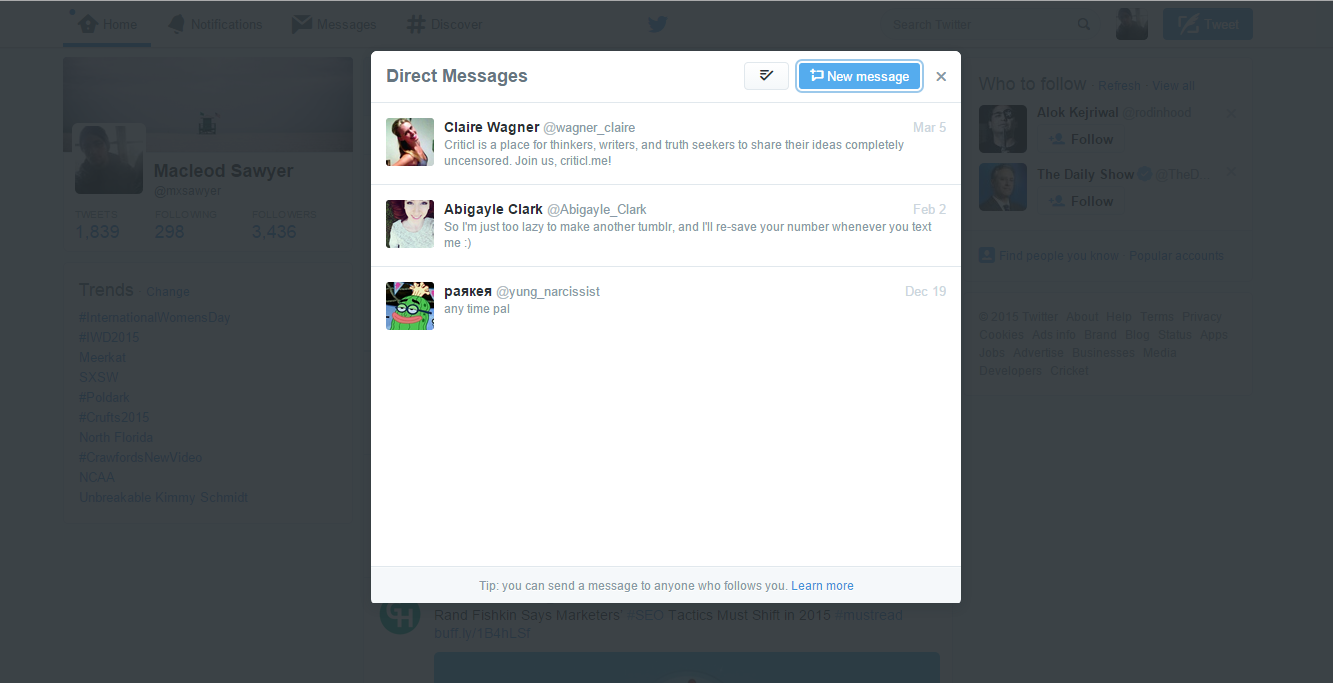 Home Notifications Messages Discover Search Twitter Tweet
Direct Messages New message
Claire Wagner @wagner_claire Mar 5
Criticl is a place for thinkers, writers, and truth seekers to share their ideas completely
uncensored. Join us, criticl.me!
Abigayle Clark @Abigayle_Clark Feb 2
So I'm just too lazy to make another tumblr, and I'll re-save your number whenever you text
me :)
раякея @yung_narcissist Dec 19
any time pal
Tip: you can send a message to anyone who follows you. Learn more
Macleod Sawyer
@mxsawyer
TWEETS FOLLOWING FOLLOWERS
1,839 298 3,436
Trends · Change
#InternationalWomensDay
#IWD2015
Meerkat
SXSW
#Polderk
#Crufts2015
North Florida
#CrawfordsNewVideo
NCAA
Unbreakable Kimmy Schmidt
Rand Fishkin Says Marketers' #SEO Tactics Must Shift in 2015 #mustread
buff.ly/1B4hLSf
Who to follow · Refresh · View all
Alok Kejriwal @rodinhood
Follow
The Daily Show @TheD
Follow
Find people you know · Popular accounts
© 2015 Twitter About Help Terms Privacy
Cookies Ads info Brand Blog Status Apps
Jobs Advertise Businesses Media
Developers Cricket